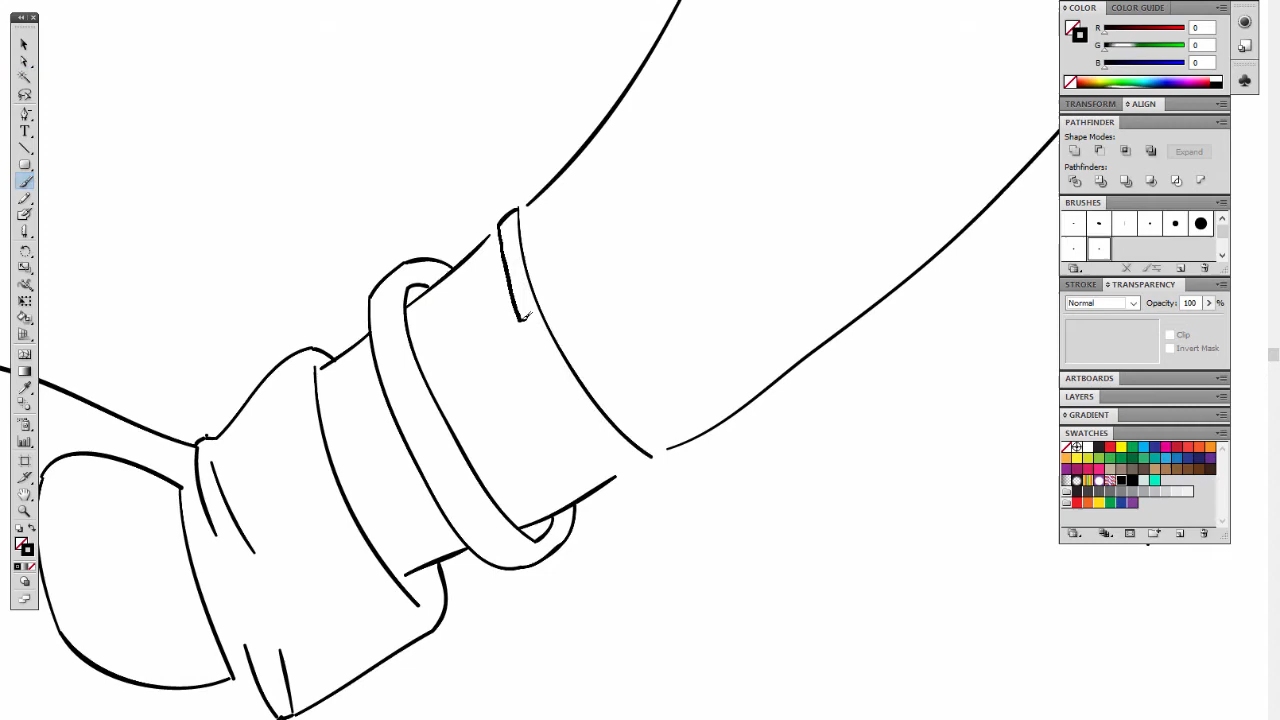 COLOR COLOR GUIDE
R 0
G 0
B 0
TRANSFORM ALIGN
PATHFINDER
Shape Modes:
Expand
Pathfinders:
BRUSHES
STROKE TRANSPARENCY
Normal Opacity: 100 %
Clip
Invert Mask
ARTBOARDS
LAYERS
GRADIENT
SWATCHES